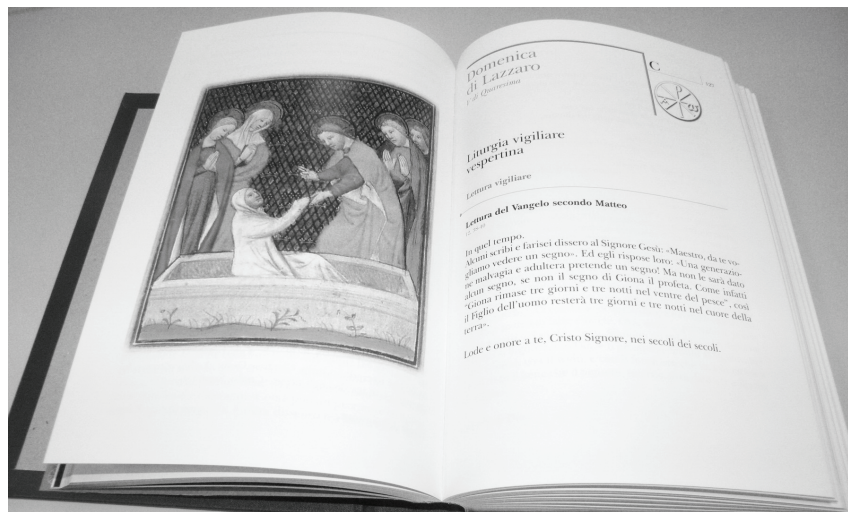 Domenica
di Lazzaro
V di Quaresima
C
Liturgia vigiliare
vespertina
Lettura vigiliare
Lettura del Vangelo secondo Matteo
In quel tempo.
Alcuni scribi e farisei dissero al Signore Gesù: «Maestro, da te vo-
gliamo vedere un segno». Ed egli rispose loro: «Una generazio-
ne malvagia e adultera pretende un segno! Ma non le sarà dato
alcun segno, se non il segno di Giona il profeta. Come infatti
"Giona rimase tre giorni e tre notti nel ventre del pesce", così
il Figlio dell'uomo resterà tre giorni e tre notti nel cuore della
terra».
Lode e onore a te, Cristo Signore, nei secoli dei secoli.